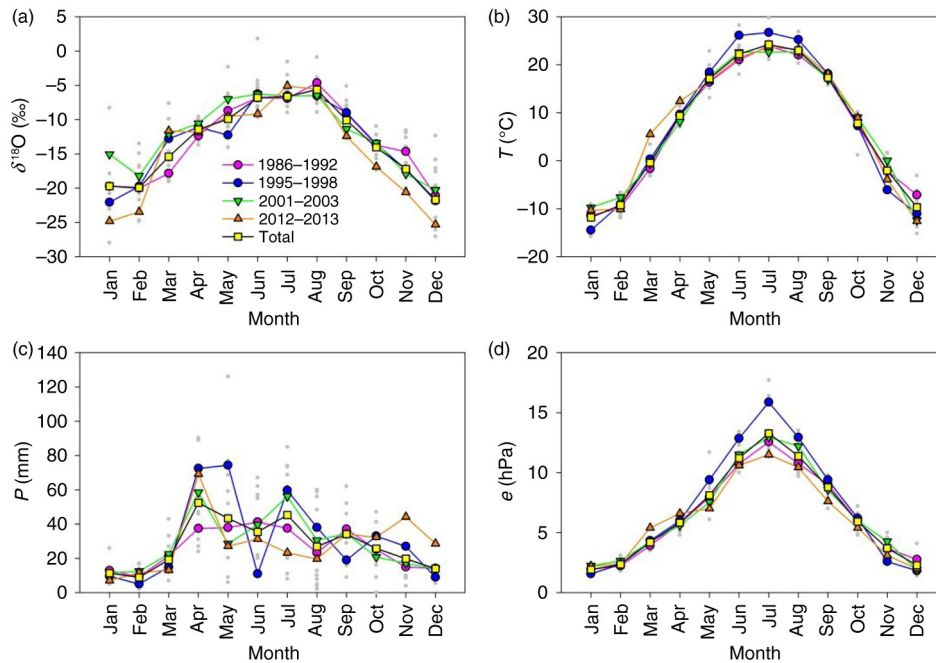 (a)
δ¹⁸O (‰)
5
0
−5
−10
−15
−20
−25
−30
1986–1992
1995–1998
2001–2003
2012–2013
Total
Jan
Feb
Mar
Apr
May
Jun
Jul
Aug
Sep
Oct
Nov
Dec
Month
(b)
T (°C)
30
20
10
0
−10
−20
Jan
Feb
Mar
Apr
May
Jun
Jul
Aug
Sep
Oct
Nov
Dec
Month
(c)
P (mm)
140
120
100
80
60
40
20
0
Jan
Feb
Mar
Apr
May
Jun
Jul
Aug
Sep
Oct
Nov
Dec
Month
(d)
e (hPa)
20
15
10
5
0
Jan
Feb
Mar
Apr
May
Jun
Jul
Aug
Sep
Oct
Nov
Dec
Month